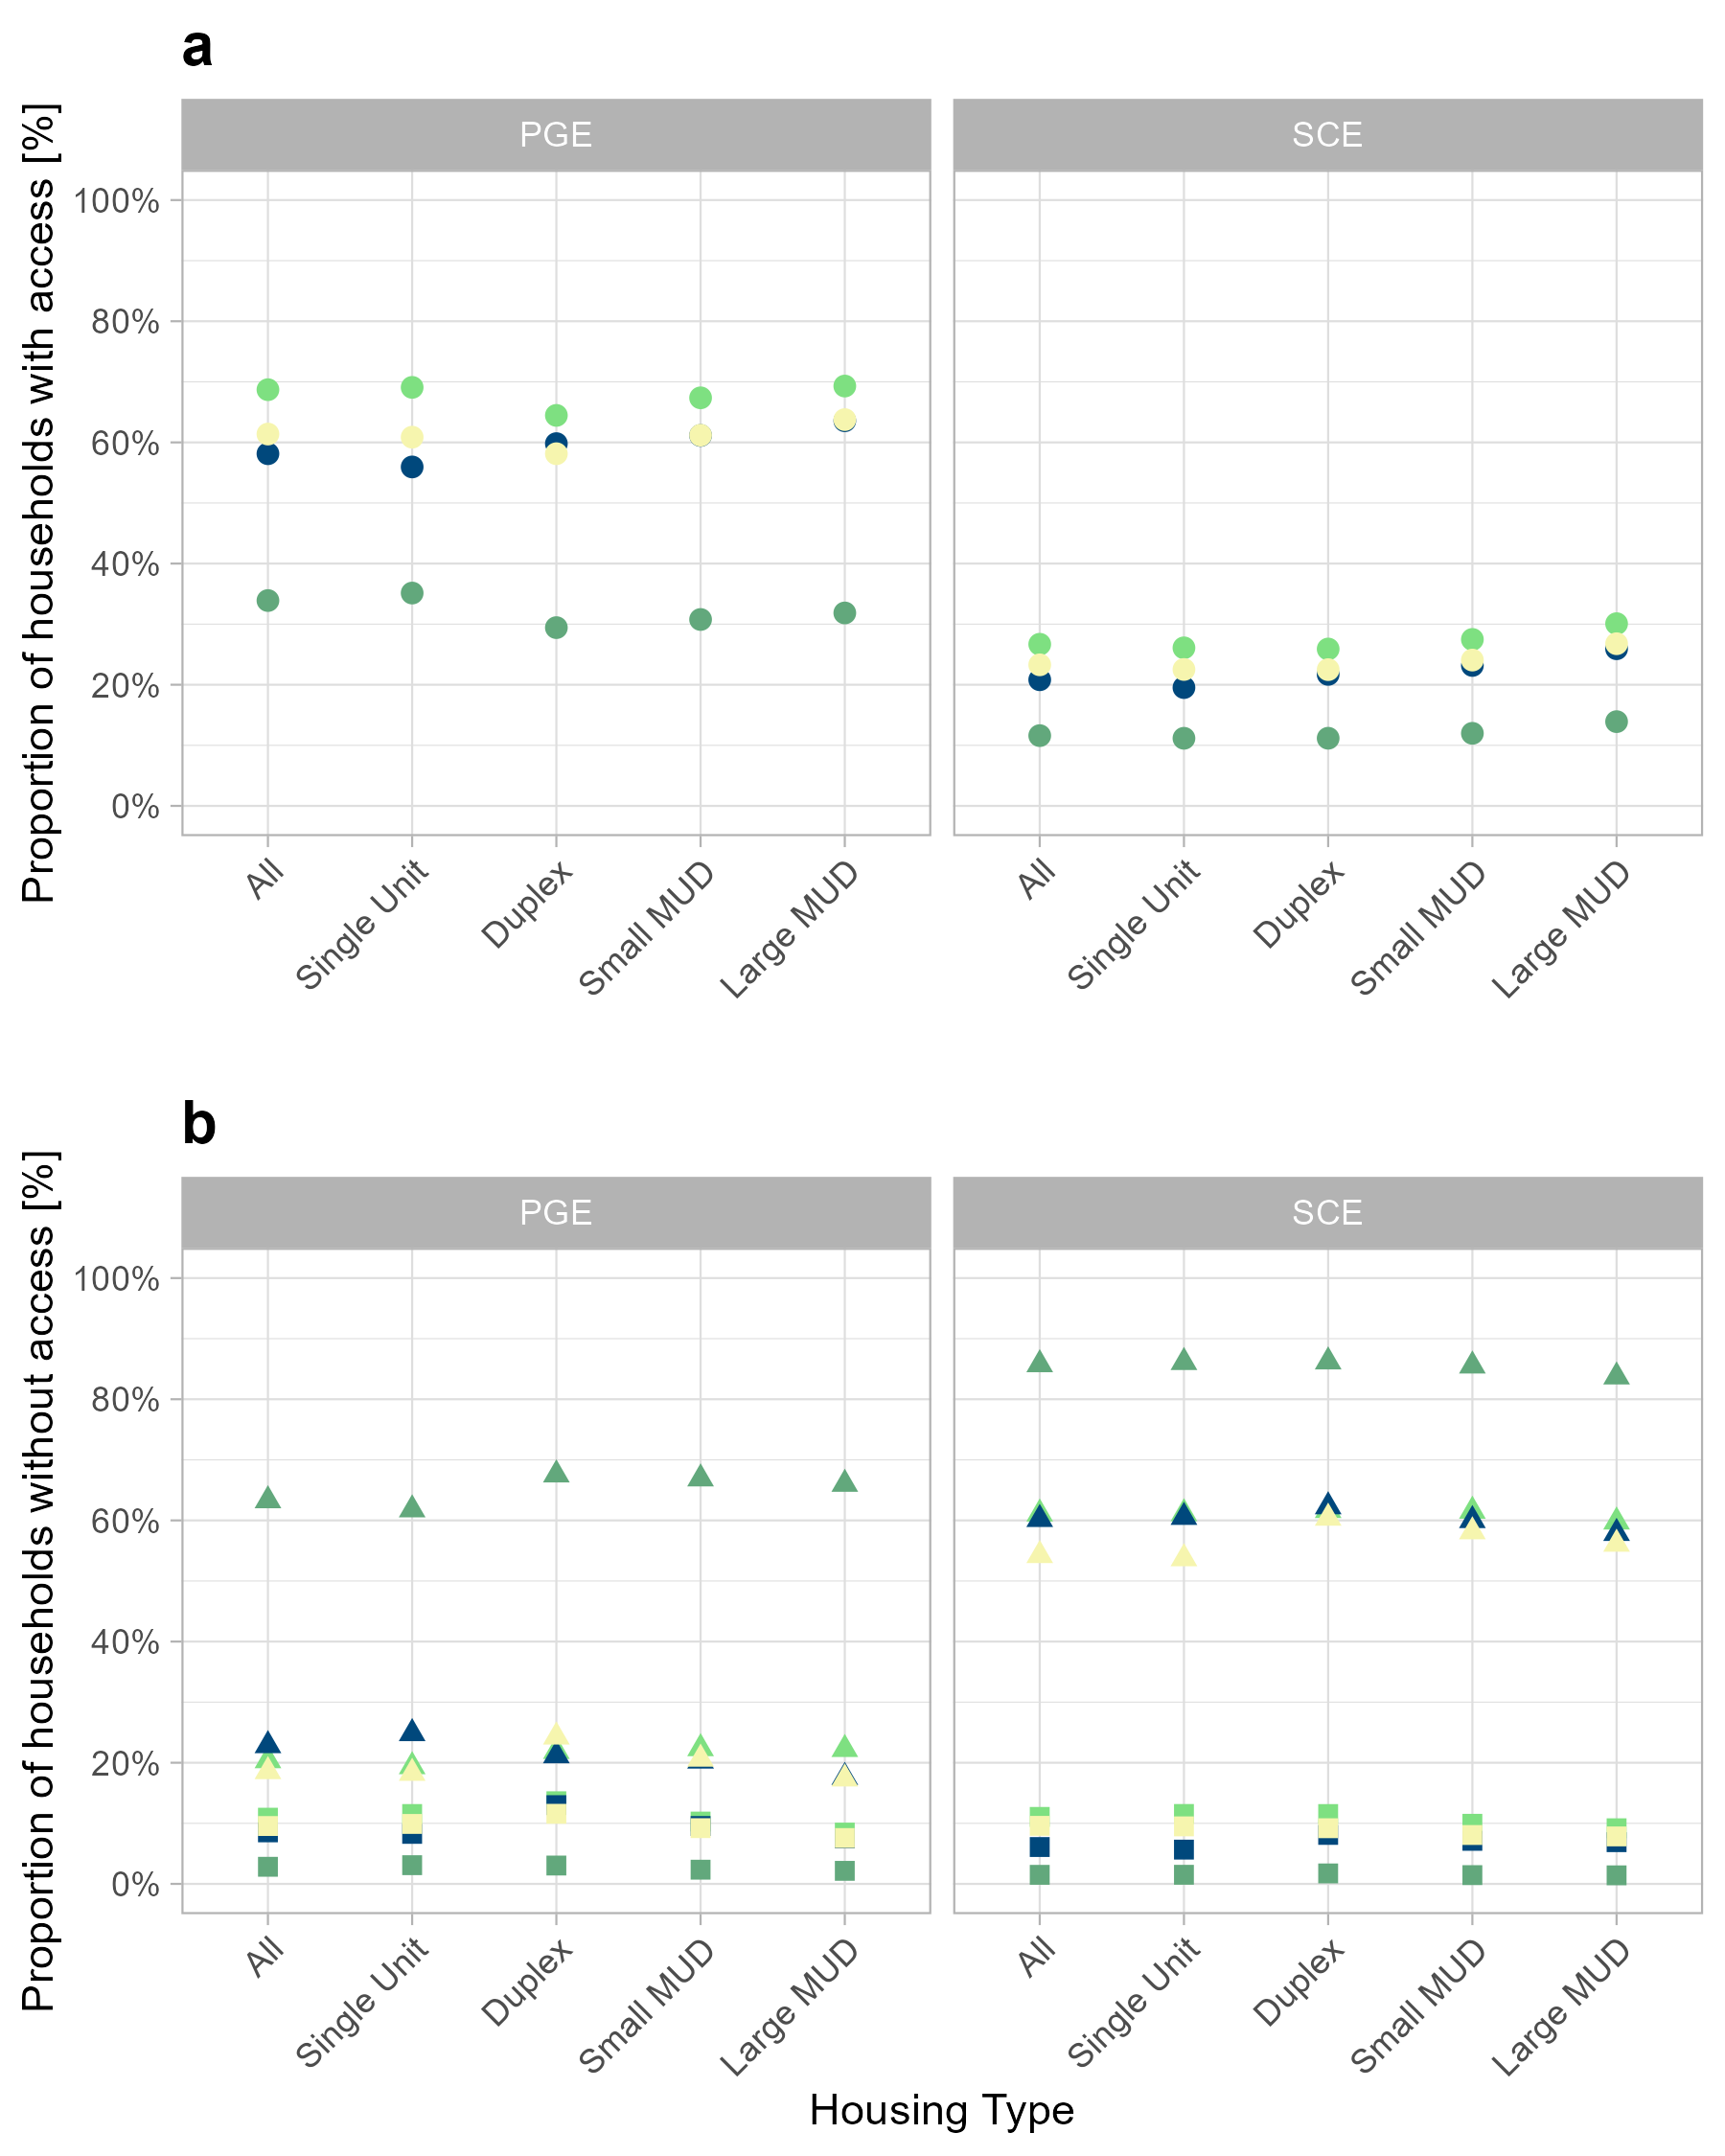 a
Proportion of households with access [%]
PGE
SCE
100%
80%
60%
40%
20%
0%
All
Single Unit
Duplex
Small MUD
Large MUD
All
Single Unit
Duplex
Small MUD
Large MUD
b
Proportion of households without access [%]
PGE
SCE
100%
80%
60%
40%
20%
0%
All
Single Unit
Duplex
Small MUD
Large MUD
All
Single Unit
Duplex
Small MUD
Large MUD
Housing Type